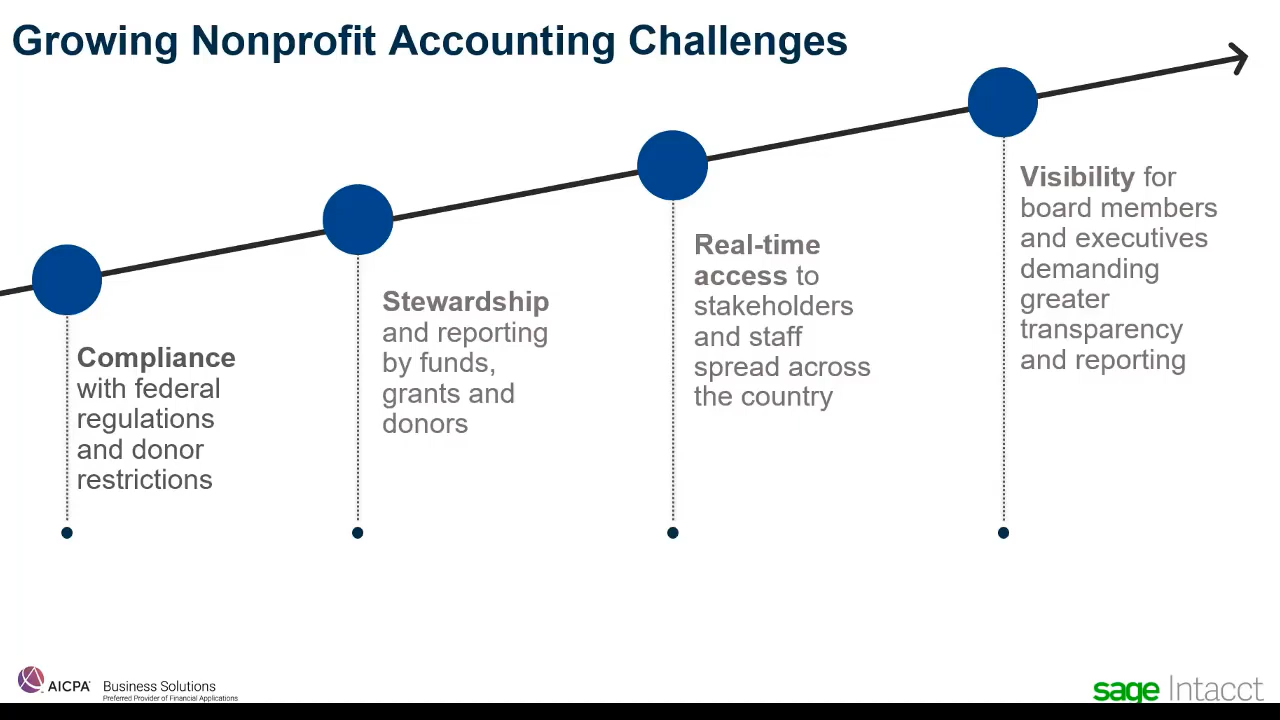 Growing Nonprofit Accounting Challenges
Compliance
with federal
regulations
and donor
restrictions
Stewardship
and reporting
by funds,
grants and
donors
Real-time
access to
stakeholders
and staff
spread across
the country
Visibility for
board members
and executives
demanding
greater
transparency
and reporting
AICPA Business Solutions
Preferred Provider of Financial Applications
sage Intacct